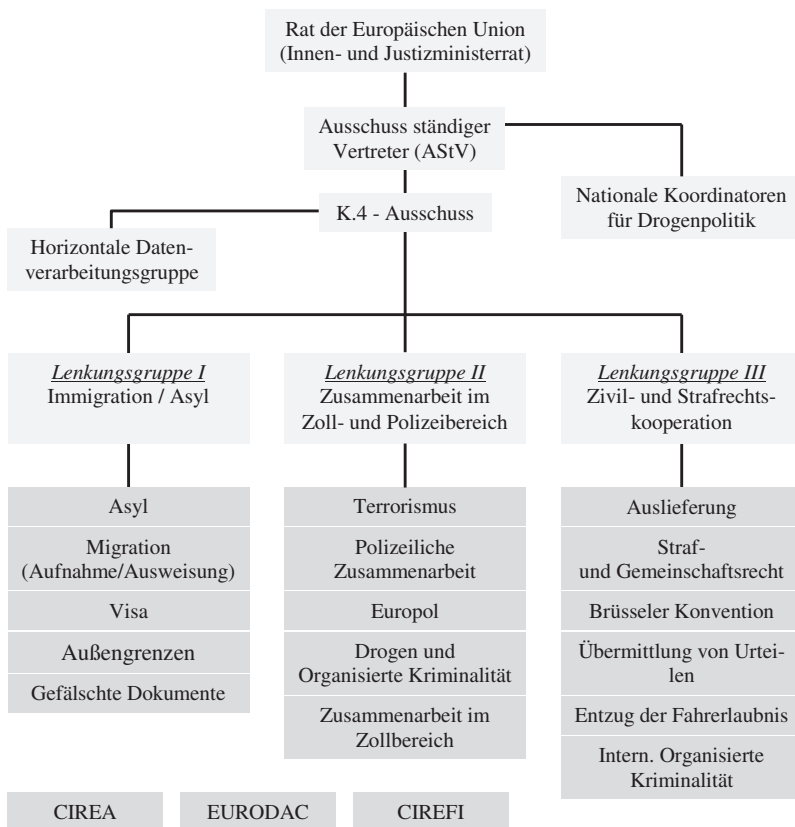 Rat der Europäischen Union
(Innen- und Justizministerrat)
Ausschuss ständiger
Vertreter (AStV)
Nationale Koordinatoren
für Drogenpolitik
K.4 - Ausschuss
Horizontale Daten-
verarbeitungsgruppe
Lenkungsgruppe I
Immigration / Asyl
Lenkungsgruppe II
Zusammenarbeit im
Zoll- und Polizeibereich
Lenkungsgruppe III
Zivil- und Strafrechts-
kooperation
Asyl
Migration
(Aufnahme/Ausweisung)
Visa
Außengrenzen
Gefälschte Dokumente
Terrorismus
Polizeiliche
Zusammenarbeit
Europol
Drogen und
Organisierte Kriminalität
Zusammenarbeit im
Zollbereich
Auslieferung
Straf-
und Gemeinschaftsrecht
Brüsseler Konvention
Übermittlung von Urtei-
len
Entzug der Fahrerlaubnis
Intern. Organisierte
Kriminalität
CIREA
EURODAC
CIREFI